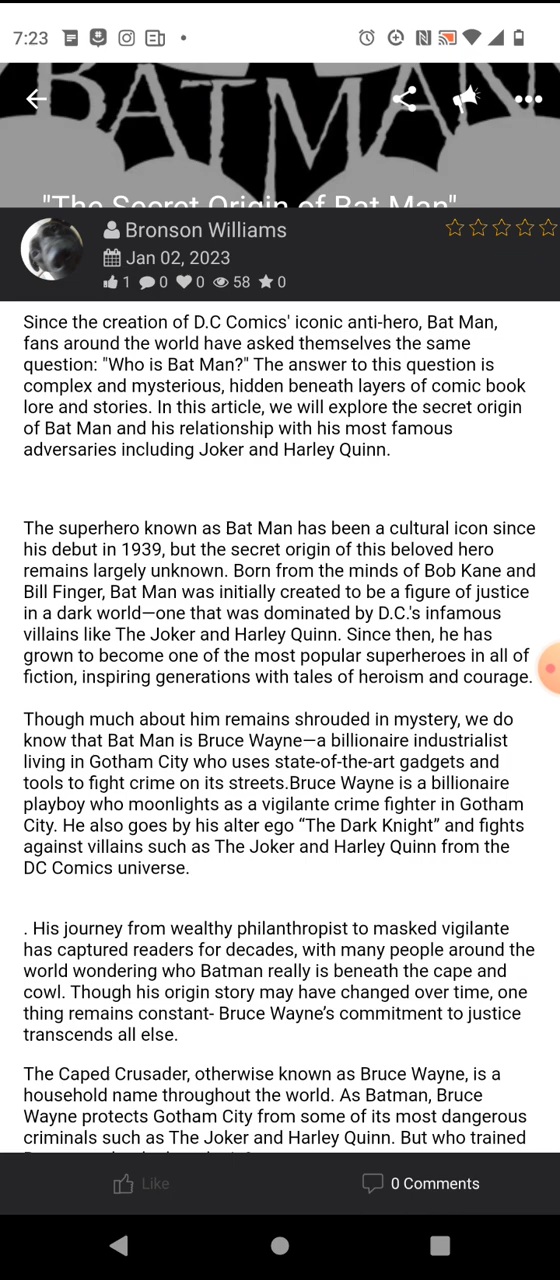 7:23
BATMAN
"The Secret Origin of Bat Man"
Bronson Williams
Jan 02, 2023
1 0 0 58 0
Since the creation of D.C Comics' iconic anti-hero, Bat Man,
fans around the world have asked themselves the same
question: "Who is Bat Man?" The answer to this question is
complex and mysterious, hidden beneath layers of comic book
lore and stories. In this article, we will explore the secret origin
of Bat Man and his relationship with his most famous
adversaries including Joker and Harley Quinn.
The superhero known as Bat Man has been a cultural icon since
his debut in 1939, but the secret origin of this beloved hero
remains largely unknown. Born from the minds of Bob Kane and
Bill Finger, Bat Man was initially created to be a figure of justice
in a dark world—one that was dominated by D.C.'s infamous
villains like The Joker and Harley Quinn. Since then, he has
grown to become one of the most popular superheroes in all of
fiction, inspiring generations with tales of heroism and courage.
Though much about him remains shrouded in mystery, we do
know that Bat Man is Bruce Wayne—a billionaire industrialist
living in Gotham City who uses state-of-the-art gadgets and
tools to fight crime on its streets.Bruce Wayne is a billionaire
playboy who moonlights as a vigilante crime fighter in Gotham
City. He also goes by his alter ego “The Dark Knight” and fights
against villains such as The Joker and Harley Quinn from the
DC Comics universe.
. His journey from wealthy philanthropist to masked vigilante
has captured readers for decades, with many people around the
world wondering who Batman really is beneath the cape and
cowl. Though his origin story may have changed over time, one
thing remains constant- Bruce Wayne’s commitment to justice
transcends all else.
The Caped Crusader, otherwise known as Bruce Wayne, is a
household name throughout the world. As Batman, Bruce
Wayne protects Gotham City from some of its most dangerous
criminals such as The Joker and Harley Quinn. But who trained
Like
0 Comments